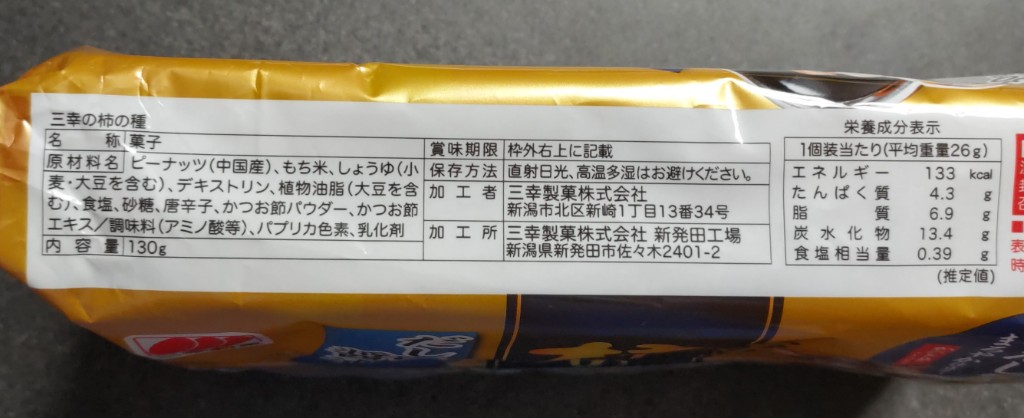 三幸の柿の種
名 称 菓子
原材料名 ピーナッツ(中国産)、もち米、しょうゆ(小
麦・大豆を含む)、デキストリン、植物油脂(大豆を含
む)、食塩、砂糖、唐辛子、かつお節パウダー、かつお節
エキス/調味料(アミノ酸等)、パプリカ色素、乳化剤
内 容 量 130g
賞味期限 枠外右上に記載
保存方法 直射日光、高温多湿はお避けください。
加 工 者 三幸製菓株式会社
新潟市北区新崎1丁目13番34号
加 工 所 三幸製菓株式会社 新発田工場
新潟県新発田市佐々木2401-2
栄養成分表示
1個装当たり(平均重量26g)
エネルギー 133 kcal
たんぱく質 4.3 g
脂 質 6.9 g
炭水化物 13.4 g
食塩相当量 0.39 g
(推定値)
だし